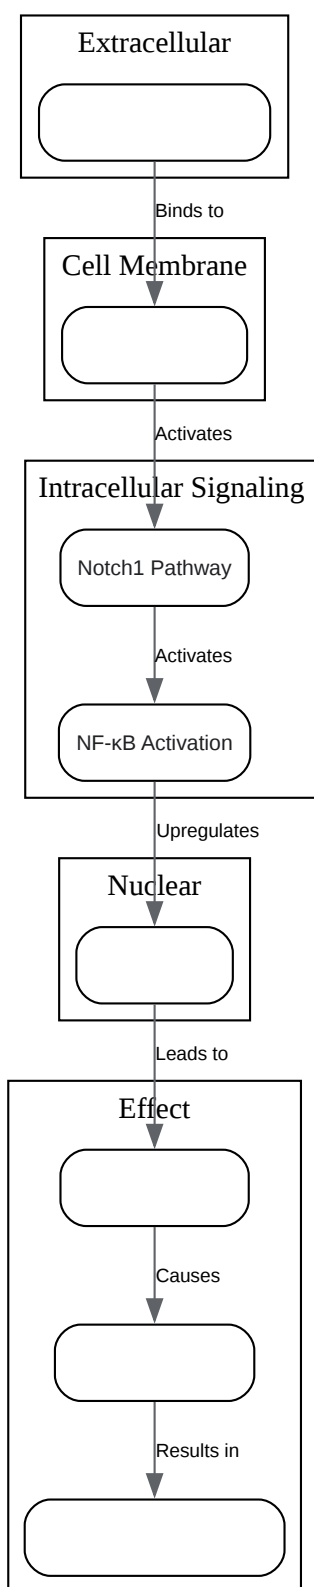 Extracellular
Binds to
Cell Membrane
Activates
Intracellular Signaling
Notch1 Pathway
Activates
NF-κB Activation
Upregulates
Nuclear
Leads to
Effect
Causes
Results in